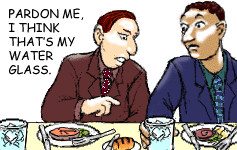 PARDON ME,
I THINK
THAT'S MY
WATER
GLASS.